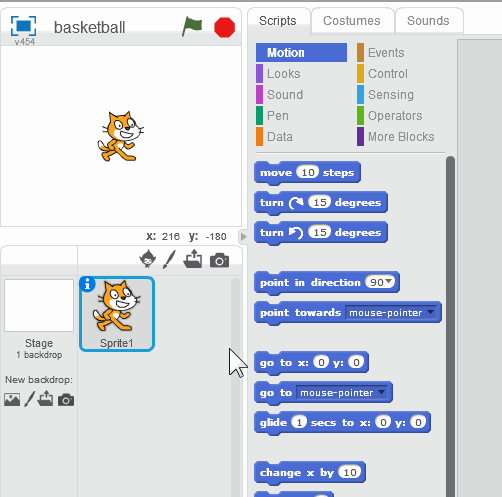 basketball
v454
x: 216 y: -180
Stage
1 backdrop
New backdrop:
i
Sprite1
Scripts
Costumes
Sounds
Motion
Events
Looks
Control
Sound
Sensing
Pen
Operators
Data
More Blocks
move 10 steps
turn 15 degrees
turn 15 degrees
point in direction 90
point towards mouse-pointer
go to x: 0 y: 0
go to mouse-pointer
glide 1 secs to x: 0 y: 0
change x by 10